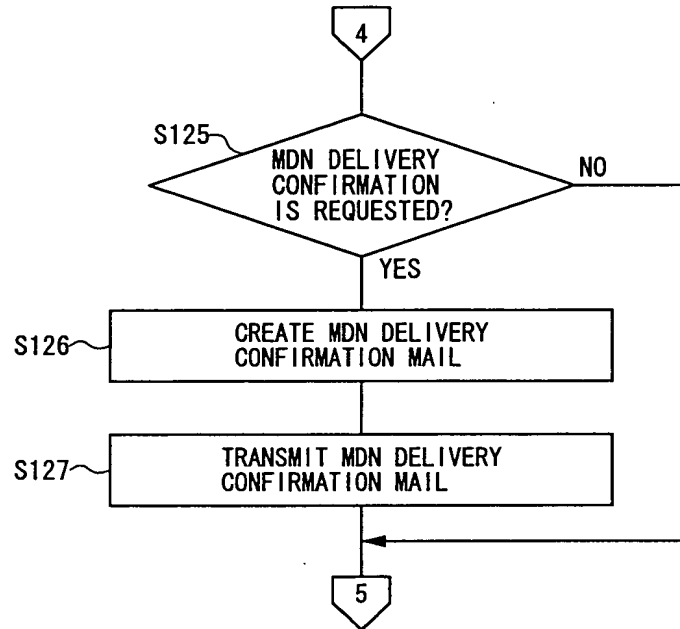 4
S125
MDN DELIVERY
CONFIRMATION
IS REQUESTED?
NO
YES
S126
CREATE MDN DELIVERY
CONFIRMATION MAIL
S127
TRANSMIT MDN DELIVERY
CONFIRMATION MAIL
5